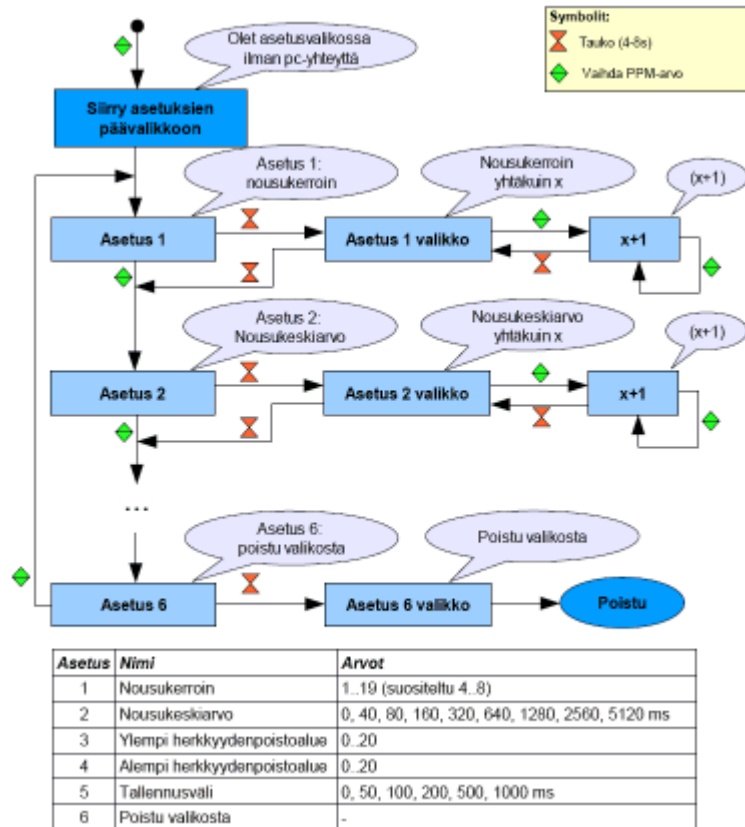 Symbolit:
Tauko (4-8s)
Vaihda PPM-arvo
Olet asetusvalikossa
ilman pc-yhteyttä
Siirry asetuksien
päävalikkoon
Asetus 1:
nousukerroin
Nousukerroin
yhtäkuin x
(x+1)
Asetus 1
Asetus 1 valikko
x+1
Asetus 2:
Nousukeskiarvo
Nousukeskiarvo
yhtäkuin x
(x+1)
Asetus 2
Asetus 2 valikko
x+1
...
Asetus 6:
poistu valikosta
Poistu valikosta
Asetus 6
Asetus 6 valikko
Poistu
Asetus Nimi Arvot
1 Nousukerroin 1..19 (suositeltu 4..8)
2 Nousukeskiarvo 0, 40, 80, 160, 320, 640, 1280, 2560, 5120 ms
3 Ylempi herkkyydenpoistoalue 0..20
4 Alempi herkkyydenpoistoalue 0..20
5 Tallennusväli 0, 50, 100, 200, 500, 1000 ms
6 Poistu valikosta -